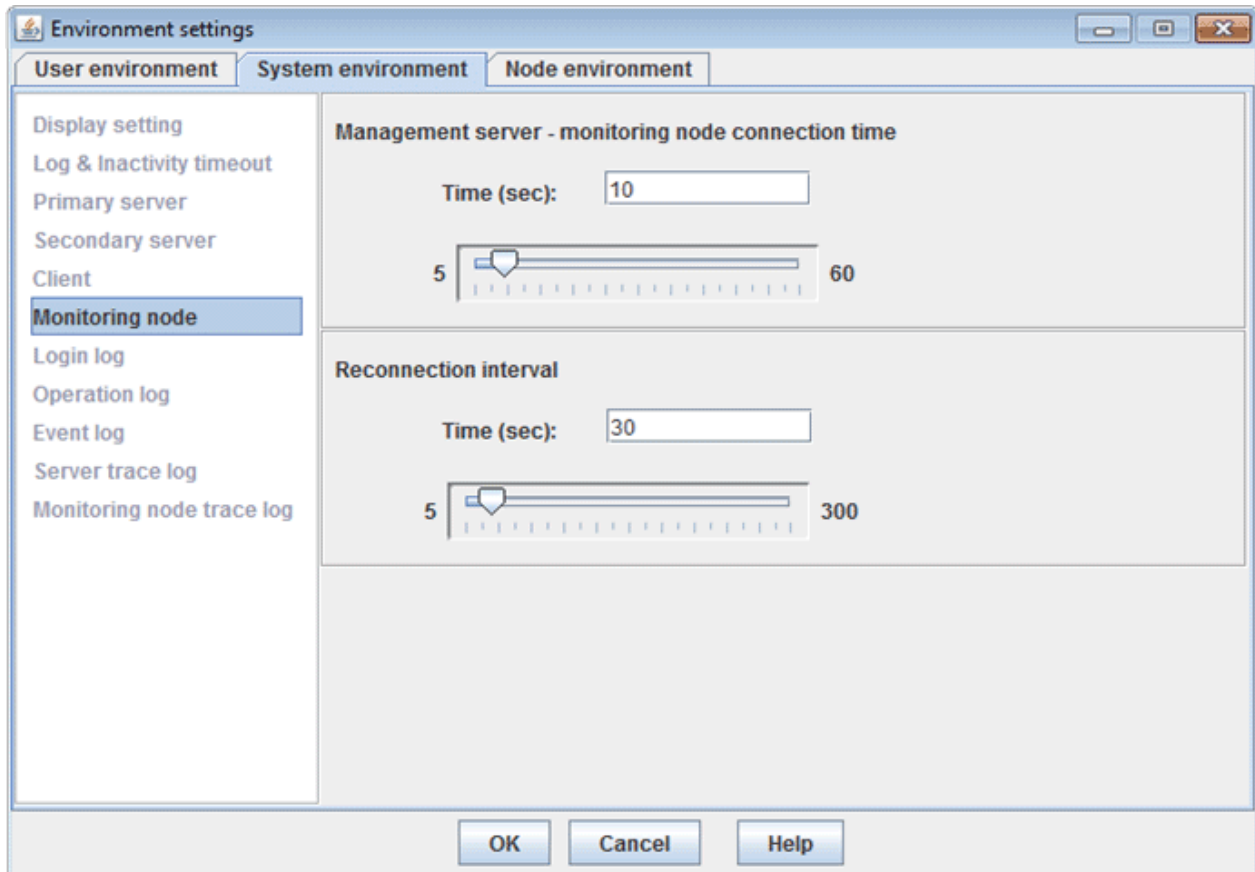 Environment settings
User environment
System environment
Node environment
Display setting
Log & Inactivity timeout
Primary server
Secondary server
Client
Monitoring node
Login log
Operation log
Event log
Server trace log
Monitoring node trace log
Management server - monitoring node connection time
Time (sec): 10
5 60
Reconnection interval
Time (sec): 30
5 300
OK Cancel Help